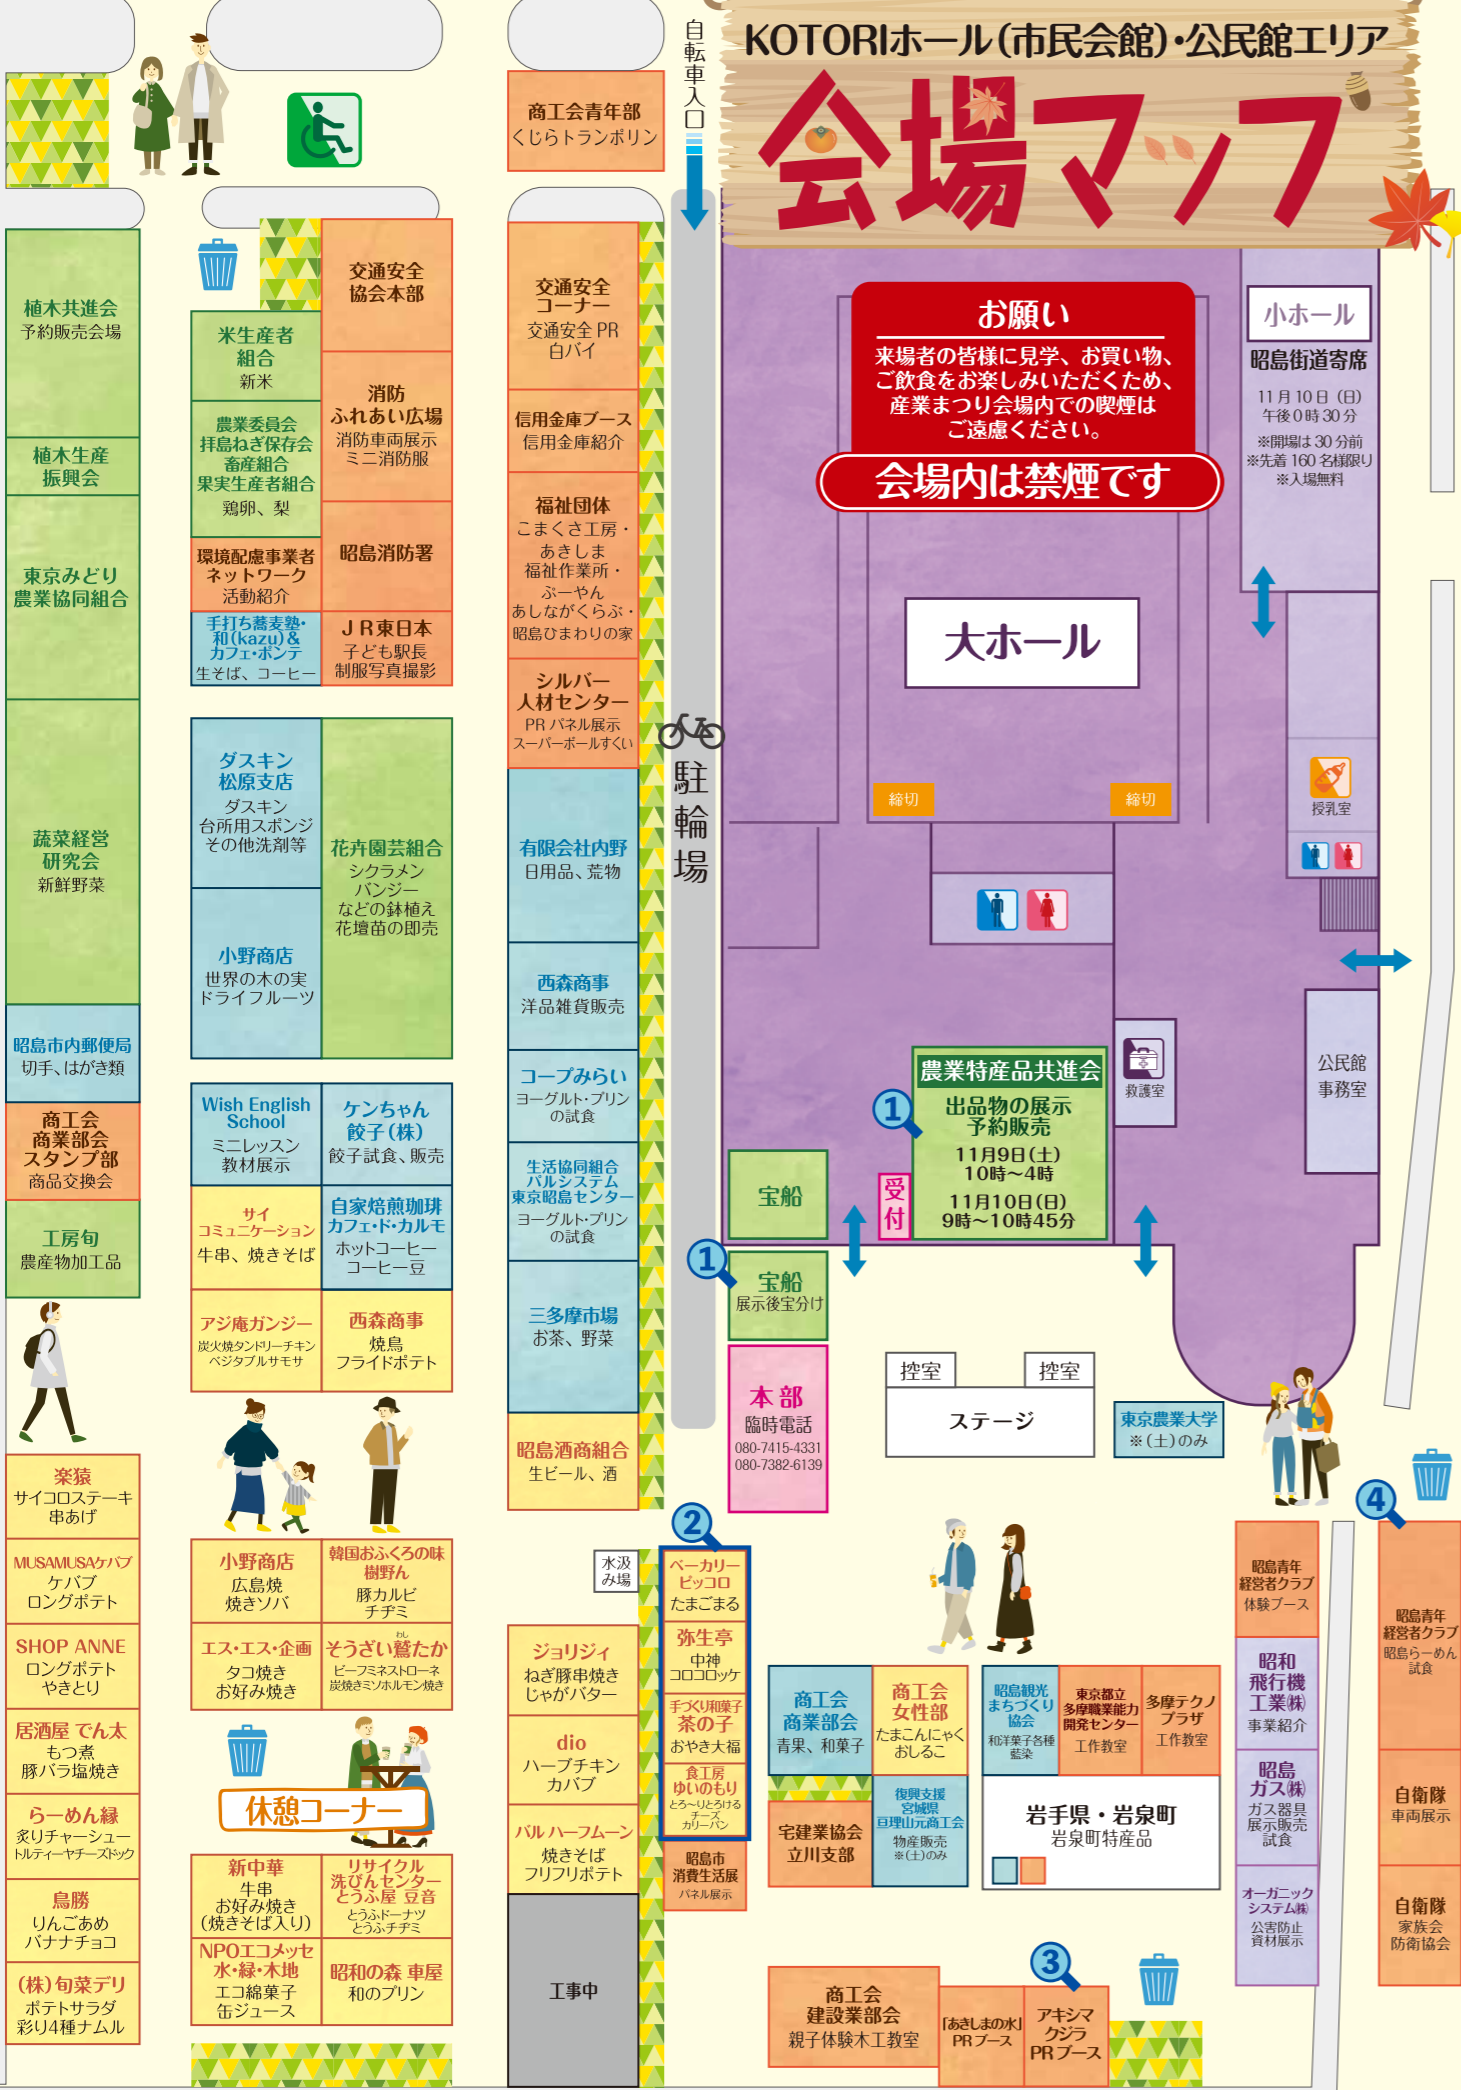 KOTORIホール(市民会館)・公民館エリア
会場マップ
自転車入口
商工会青年部
くじらトランポリン
植木共進会
予約販売会場
植木生産
振興会
東京みどり
農業協同組合
蔬菜経営
研究会
新鮮野菜
昭島市内郵便局
切手、はがき類
商工会
商業部会
スタンプ部
商品交換会
工房旬
農産物加工品
楽猿
サイコロステーキ
串あげ
MUSAMUSAケバブ
ケバブ
ロングポテト
SHOP ANNE
ロングポテト
やきとり
居酒屋 でん太
もつ煮
豚バラ塩焼き
らーめん縁
炙りチャーシュー
トルティーヤチーズドック
鳥勝
りんごあめ
バナナチョコ
(株)旬菜デリ
ポテトサラダ
彩り4種ナムル
交通安全
協会本部
米生産者
組合
新米
消防
ふれあい広場
消防車両展示
ミニ消防服
農業委員会
拝島ねぎ保存会
畜産組合
果実生産者組合
鶏卵、梨
昭島消防署
環境配慮事業者
ネットワーク
活動紹介
手打ち蕎麦塾・
和(kazu)&
カフェ・ポンテ
生そば、コーヒー
JR東日本
子ども駅長
制服写真撮影
ダスキン
松原支店
ダスキン
台所用スポンジ
その他洗剤等
花卉園芸組合
シクラメン
パンジー
などの鉢植え
花壇苗の即売
小野商店
世界の木の実
ドライフルーツ
Wish English
School
ミニレッスン
教材展示
ケンちゃん
餃子(株)
餃子試食、販売
サイ
コミュニケーション
牛串、焼きそば
自家焙煎珈琲
カフェ・ド・カルモ
ホットコーヒー
コーヒー豆
アジ庵ガンジー
炭火焼タンドリーチキン
ベジタブルサモサ
西森商事
焼鳥
フライドポテト
小野商店
広島焼
焼きソバ
韓国おふくろの味
樹野ん
豚カルビ
チヂミ
エス・エス・企画
タコ焼き
お好み焼き
わし
そうざい鷲たか
ビーフミネストローネ
炭焼きミソホルモン焼き
休憩コーナー
新中華
牛串
お好み焼き
(焼きそば入り)
リサイクル
洗びんセンター
とうふ屋 豆音
とうふドーナツ
とうふチヂミ
NPOエコメッセ
水・緑・木地
エコ綿菓子
缶ジュース
昭和の森 車屋
和のプリン
交通安全
コーナー
交通安全 PR
白バイ
信用金庫ブース
信用金庫紹介
福祉団体
こまくさ工房・
あきしま
福祉作業所・
ぶーやん
あしながくらぶ・
昭島ひまわりの家
シルバー
人材センター
PR パネル展示
スーパーボールすくい
有限会社内野
日用品、荒物
西森商事
洋品雑貨販売
コープみらい
ヨーグルト・プリン
の試食
生活協同組合
パルシステム
東京昭島センター
ヨーグルト・プリン
の試食
三多摩市場
お茶、野菜
昭島酒商組合
生ビール、酒
水汲
み場
ジョリジィ
ねぎ豚串焼き
じゃがバター
dio
ハーブチキン
カバブ
バル ハーフムーン
焼きそば
フリフリポテト
工事中
駐輪場
お願い
来場者の皆様に見学、お買い物、
ご飲食をお楽しみいただくため、
産業まつり会場内での喫煙は
ご遠慮ください。
会場内は禁煙です
小ホール
昭島街道寄席
11月10日(日)
午後0時30分
※開場は30分前
※先着160名様限り
※入場無料
大ホール
締切
締切
授乳室
救護室
公民館
事務室
1
農業特産品共進会
出品物の展示
予約販売
11月9日(土)
10時～4時
11月10日(日)
9時～10時45分
受付
宝船
1
宝船
展示後宝分け
本部
臨時電話
080-7415-4331
080-7382-6139
控室
控室
ステージ
東京農業大学
※(土)のみ
2
ベーカリー
ピッコロ
たまごまる
弥生亭
中神
コロコロッケ
手づくり和菓子
茶の子
おやき大福
食工房
ゆいのもり
とろ～りとろける
チーズ
カリーパン
昭島市
消費生活展
パネル展示
商工会
商業部会
青果、和菓子
商工会
女性部
たまこんにゃく
おしるこ
宅建業協会
立川支部
復興支援
宮城県
亘理山元商工会
物産販売
※(土)のみ
昭島観光
まちづくり
協会
和洋菓子各種
藍染
東京都立
多摩職業能力
開発センター
工作教室
多摩テクノ
プラザ
工作教室
岩手県・岩泉町
岩泉町特産品
昭島青年
経営者クラブ
体験ブース
昭和
飛行機
工業㈱
事業紹介
昭島
ガス㈱
ガス器具
展示販売
試食
オーガニック
システム㈱
公害防止
資材展示
4
昭島青年
経営者クラブ
昭島らーめん
試食
自衛隊
車両展示
自衛隊
家族会
防衛協会
商工会
建設業部会
親子体験木工教室
「あきしまの水」
PRブース
3
アキシマ
クジラ
PRブース